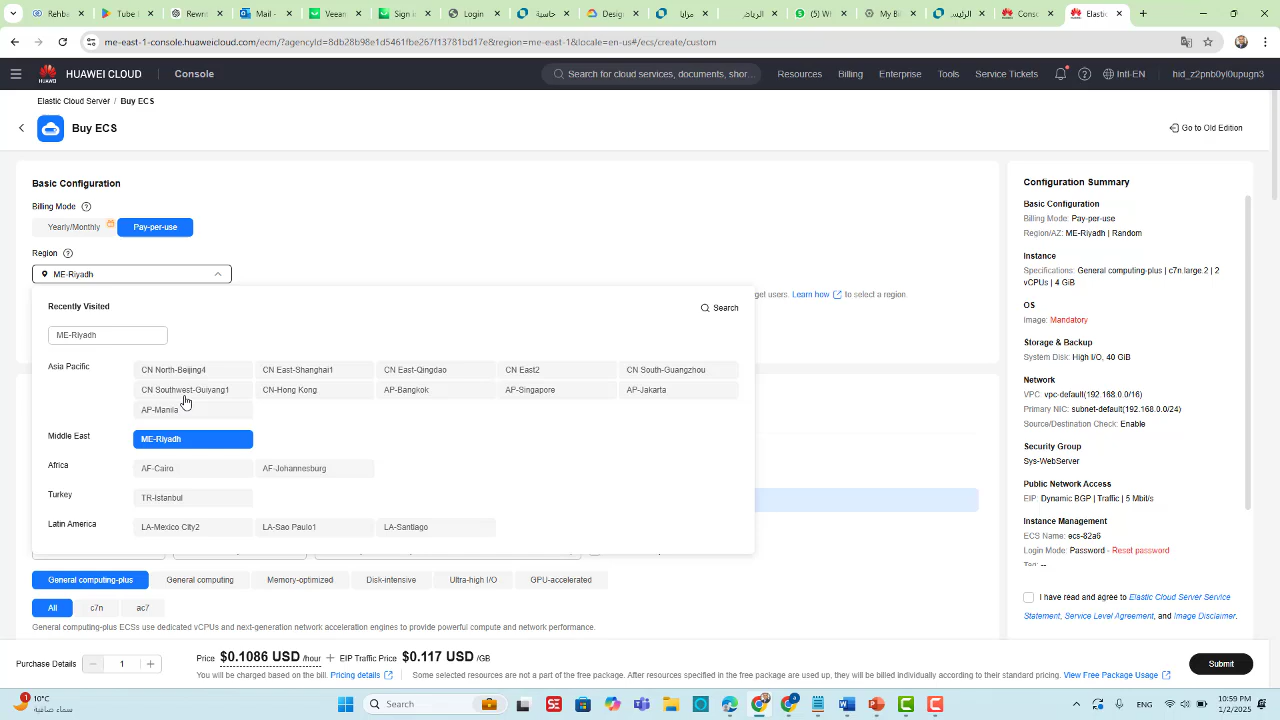 Rehb
Play I
Rewri
Mail -
Veean
Sign i
Login
حاسبة
Desig
مرئيات
(5) Wi
My Bi
الرئيسـ
Consc
Elastic
me-east-1-console.huaweicloud.com/ecm/?agencyId=8db28b98e1d5461fbe267f13781bd17e&region=me-east-1&locale=en-us#/ecs/create/custom
HUAWEI
HUAWEI CLOUD
Console
Search for cloud services, documents, shor...
Resources
Billing
Enterprise
Tools
Service Tickets
Intl-EN
hid_z2pnb0yl0upugn3
Elastic Cloud Server / Buy ECS
Buy ECS
Go to Old Edition
Basic Configuration
Billing Mode
Yearly/Monthly
Pay-per-use
Region
ME-Riyadh
get users. Learn how to select a region.
Recently Visited
Search
ME-Riyadh
Asia Pacific
CN North-Beijing4 CN East-Shanghai1 CN East-Qingdao CN East2 CN South-Guangzhou
CN Southwest-Guiyang1 CN-Hong Kong AP-Bangkok AP-Singapore AP-Jakarta
AP-Manila
Middle East ME-Riyadh
Africa AF-Cairo AF-Johannesburg
Turkey TR-Istanbul
Latin America LA-Mexico City2 LA-Sao Paulo1 LA-Santiago
General computing-plus General computing Memory-optimized Disk-intensive Ultra-high I/O GPU-accelerated
All c7n ac7
General computing-plus ECSs use dedicated vCPUs and next-generation network acceleration engines to provide powerful compute and network performance.
Configuration Summary
Basic Configuration
Billing Mode: Pay-per-use
Region/AZ: ME-Riyadh | Random
Instance
Specifications: General computing-plus | c7n.large.2 | 2
vCPUs | 4 GiB
OS
Image: Mandatory
Storage & Backup
System Disk: High I/O, 40 GiB
Network
VPC: vpc-default(192.168.0.0/16)
Primary NIC: subnet-default(192.168.0.0/24)
Source/Destination Check: Enable
Security Group
Sys-WebServer
Public Network Access
EIP: Dynamic BGP | Traffic | 5 Mbit/s
Instance Management
ECS Name: ecs-82a6
Login Mode: Password - Reset password
Tag: --
I have read and agree to Elastic Cloud Server Service
Statement, Service Level Agreement, and Image Disclaimer.
Purchase Details − 1 +
Price $0.1086 USD /hour + EIP Traffic Price $0.117 USD /GB
You will be charged based on the bill. Pricing details
Some selected resources are not a part of the free package. After resources specified in the free package are used up, they will be billed individually according to their standard pricing. View Free Package Usage
Submit
1
10°C
Search
10:59 PM
1/2/2025